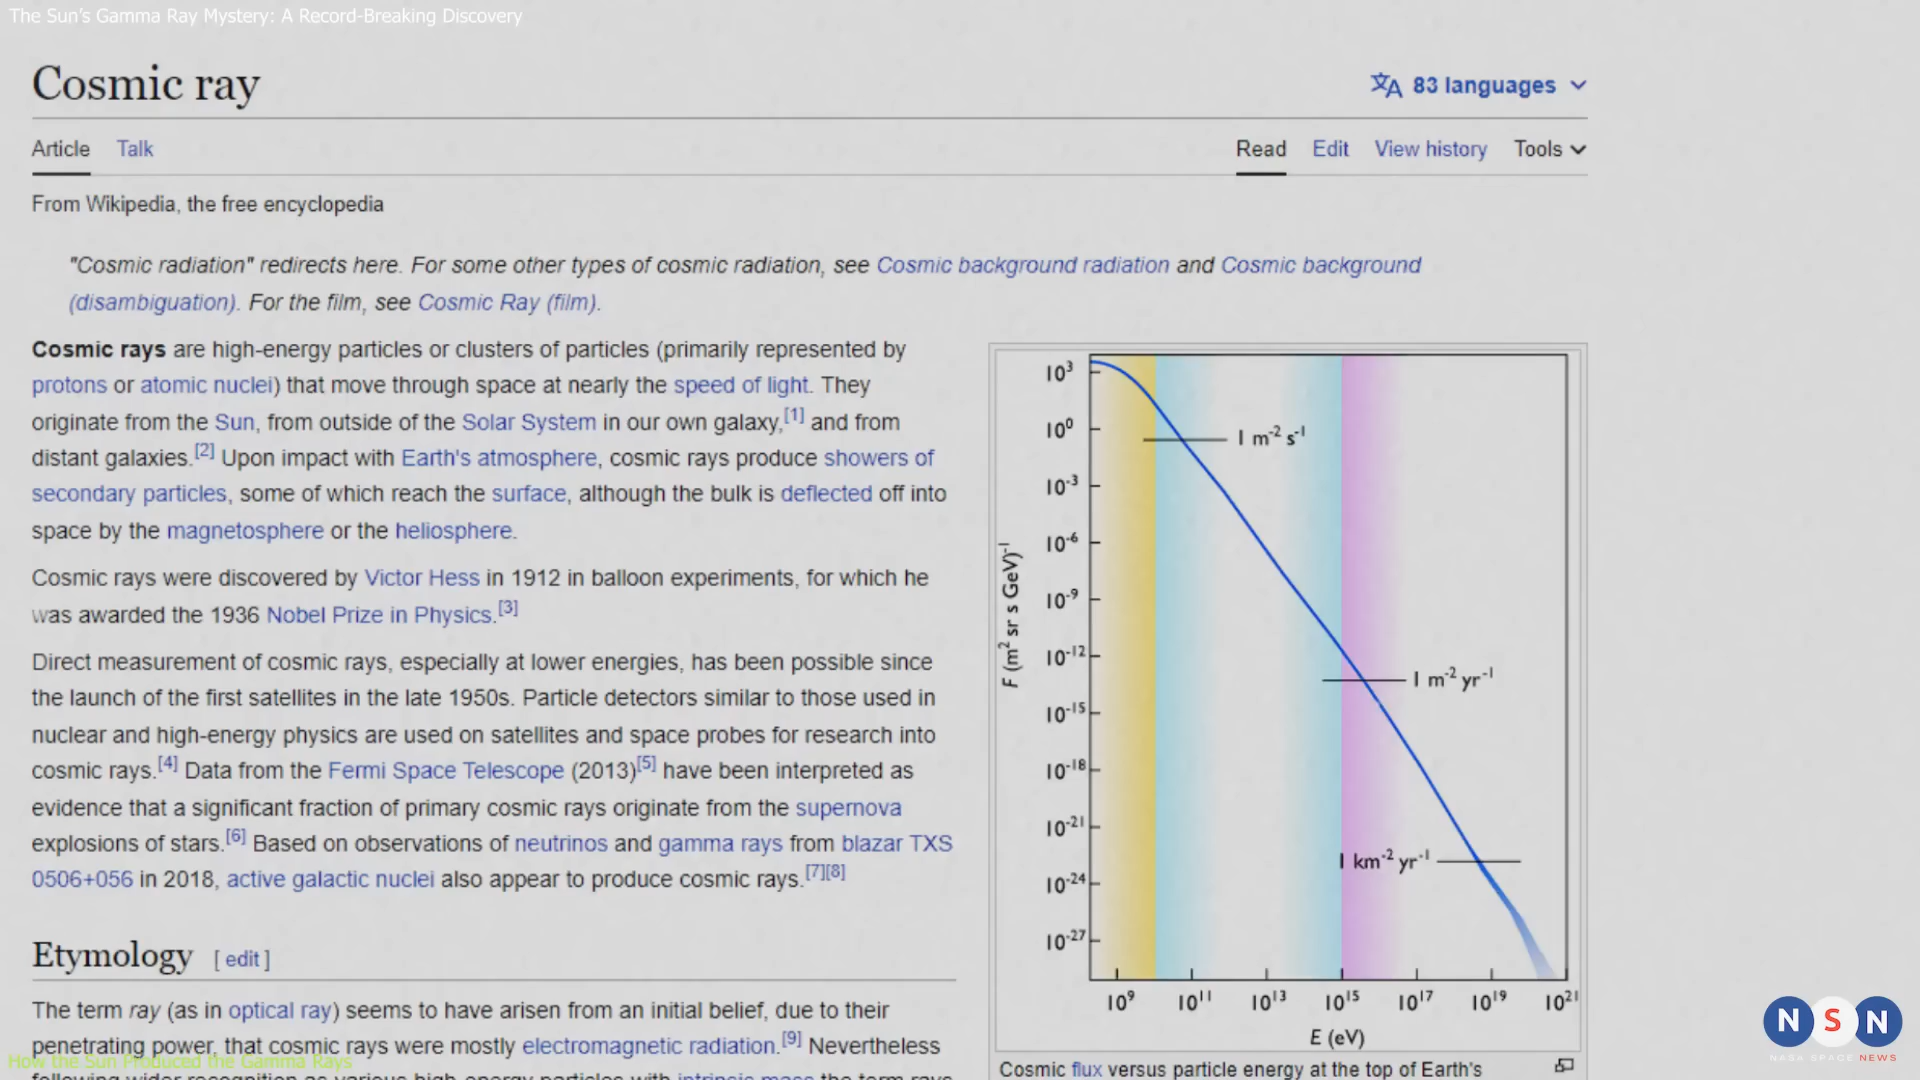 The Sun's Gamma Ray Mystery: A Record-Breaking Discovery
Cosmic ray
83 languages
Article Talk
Read Edit View history Tools
From Wikipedia, the free encyclopedia
"Cosmic radiation" redirects here. For some other types of cosmic radiation, see Cosmic background radiation and Cosmic background
(disambiguation). For the film, see Cosmic Ray (film).
Cosmic rays are high-energy particles or clusters of particles (primarily represented by
protons or atomic nuclei) that move through space at nearly the speed of light. They
originate from the Sun, from outside of the Solar System in our own galaxy,[1] and from
distant galaxies.[2] Upon impact with Earth's atmosphere, cosmic rays produce showers of
secondary particles, some of which reach the surface, although the bulk is deflected off into
space by the magnetosphere or the heliosphere.
Cosmic rays were discovered by Victor Hess in 1912 in balloon experiments, for which he
was awarded the 1936 Nobel Prize in Physics.[3]
Direct measurement of cosmic rays, especially at lower energies, has been possible since
the launch of the first satellites in the late 1950s. Particle detectors similar to those used in
nuclear and high-energy physics are used on satellites and space probes for research into
cosmic rays.[4] Data from the Fermi Space Telescope (2013)[5] have been interpreted as
evidence that a significant fraction of primary cosmic rays originate from the supernova
explosions of stars.[6] Based on observations of neutrinos and gamma rays from blazar TXS
0506+056 in 2018, active galactic nuclei also appear to produce cosmic rays.[7][8]
Etymology [ edit ]
The term ray (as in optical ray) seems to have arisen from an initial belief, due to their
penetrating power, that cosmic rays were mostly electromagnetic radiation.[9] Nevertheless
following wider recognition as various high-energy particles with intrinsic mass the term rays
How the Sun Produced the Gamma Rays
F (m² sr s GeV)⁻¹
10³
10⁰
10⁻³
10⁻⁶
10⁻⁹
10⁻¹²
10⁻¹⁵
10⁻¹⁸
10⁻²¹
10⁻²⁴
10⁻²⁷
1 m⁻² s⁻¹
1 m⁻² yr⁻¹
1 km⁻² yr⁻¹
10⁹ 10¹¹ 10¹³ 10¹⁵ 10¹⁷ 10¹⁹ 10²¹
E (eV)
Cosmic flux versus particle energy at the top of Earth's
NSN
NASA SPACE NEWS